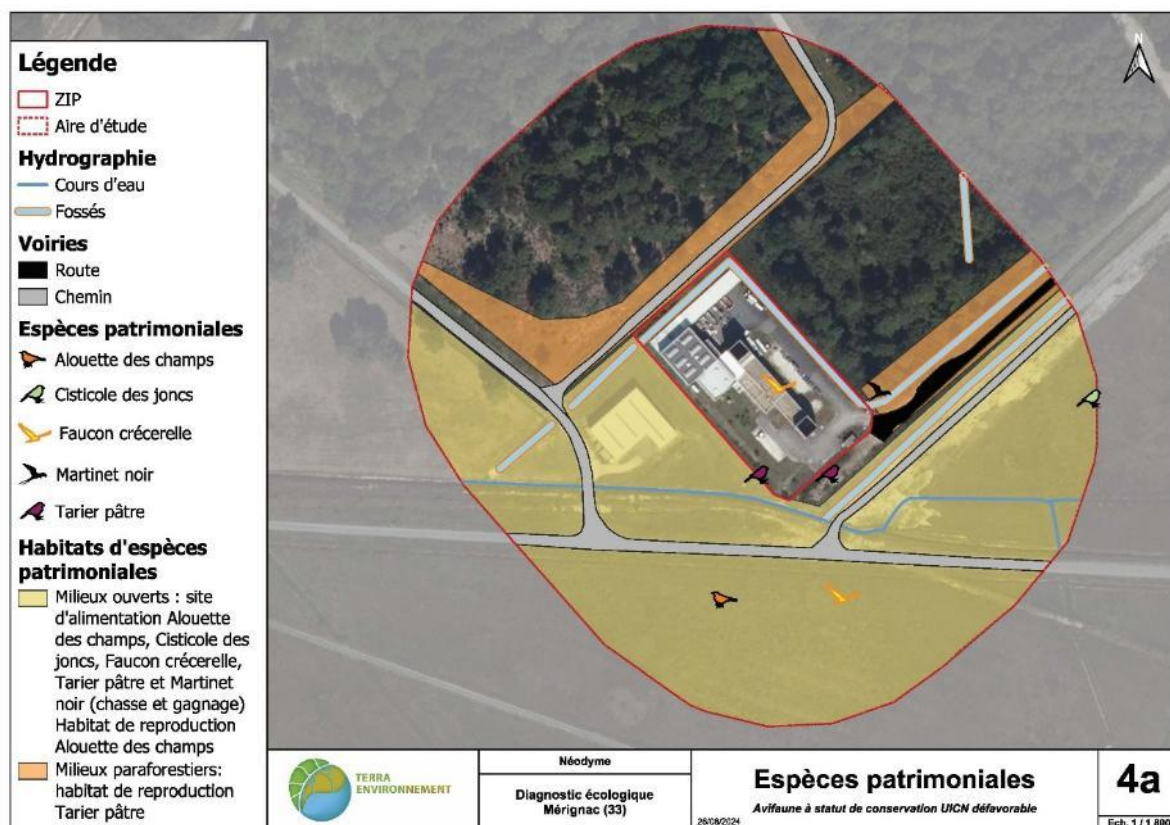 Légende
ZIP
Aire d'étude
Hydrographie
Cours d'eau
Fossés
Voiries
Route
Chemin
Espèces patrimoniales
Alouette des champs
Cisticole des joncs
Faucon crécerelle
Martinet noir
Tarier pâtre
Habitats d'espèces
patrimoniales
Milieux ouverts : site
d'alimentation Alouette
des champs, Cisticole des
joncs, Faucon crécerelle,
Tarier pâtre et Martinet
noir (chasse et gagnage)
Habitat de reproduction
Alouette des champs
Milieux paraforestiers:
habitat de reproduction
Tarier pâtre
N
TERRA
ENVIRONNEMENT
Néodyme
Diagnostic écologique
Mérignac (33)
Espèces patrimoniales
Avifaune à statut de conservation UICN défavorable
26/08/2024
4a
Ech. 1 / 1 800